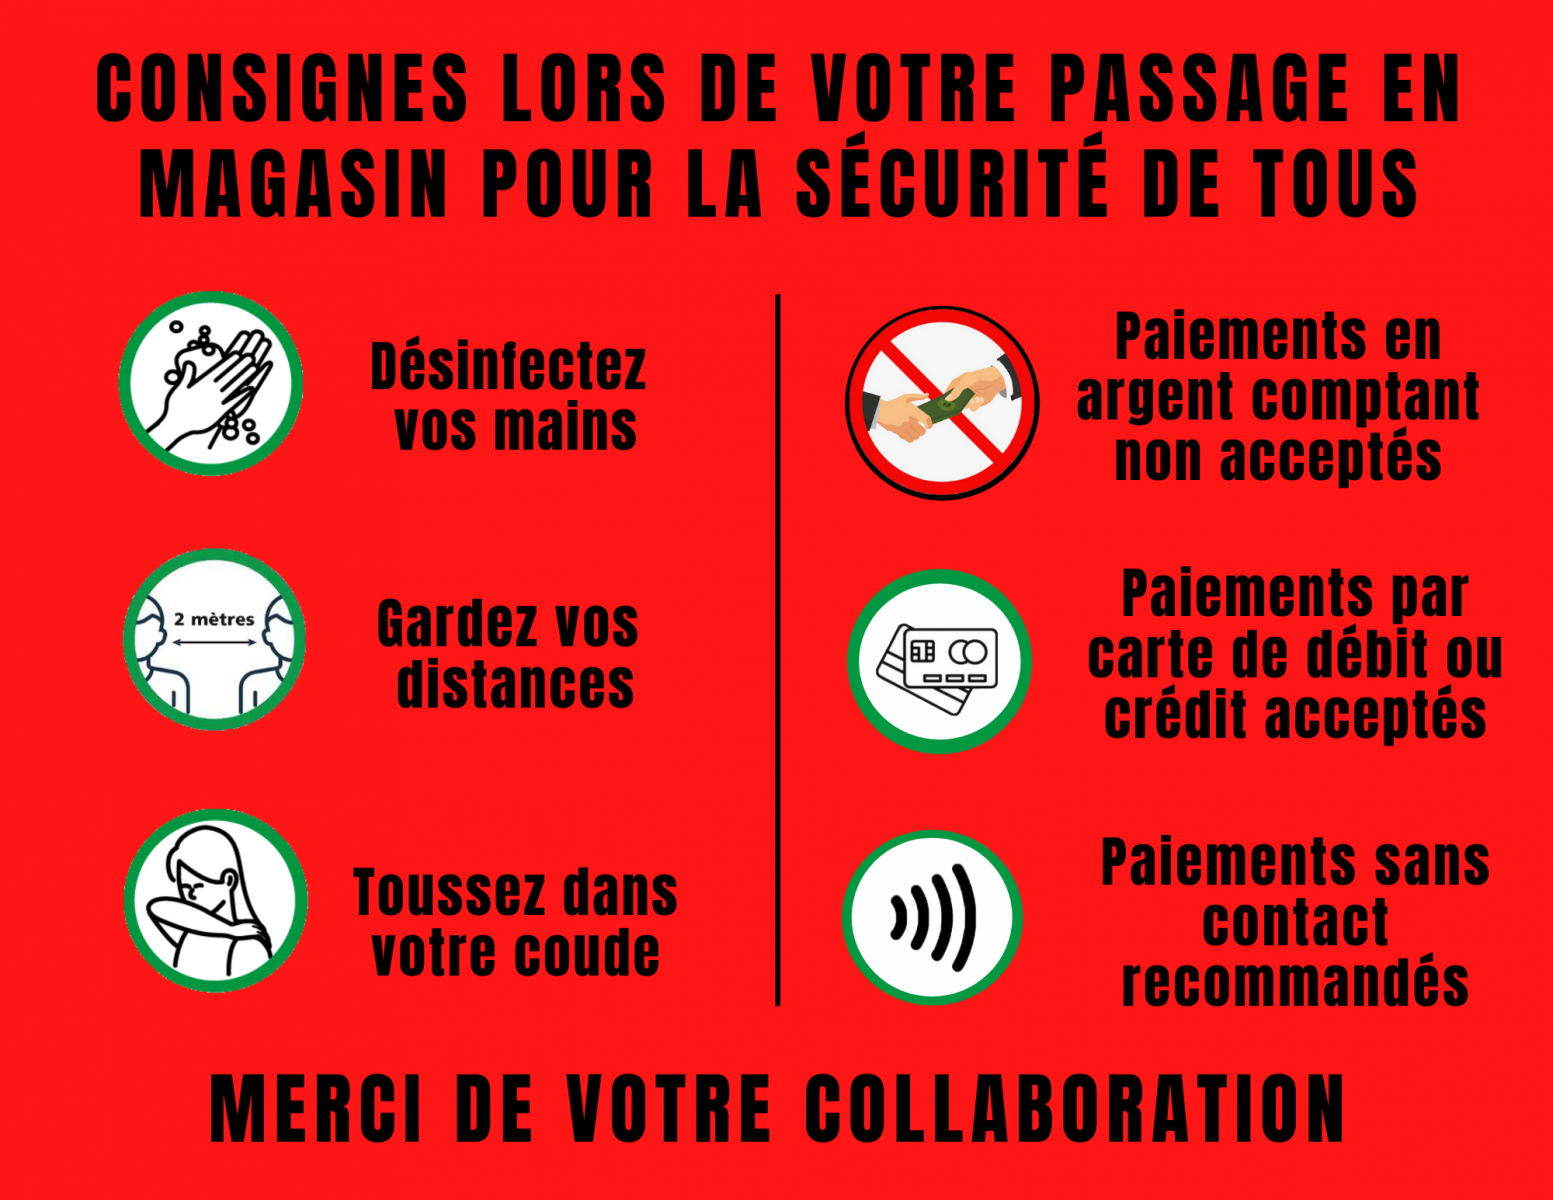 CONSIGNES LORS DE VOTRE PASSAGE EN
MAGASIN POUR LA SÉCURITÉ DE TOUS
Désinfectez
vos mains
2 mètres
Gardez vos
distances
Toussez dans
votre coude
Paiements en
argent comptant
non acceptés
Paiements par
carte de débit ou
crédit acceptés
Paiements sans
contact
recommandés
MERCI DE VOTRE COLLABORATION